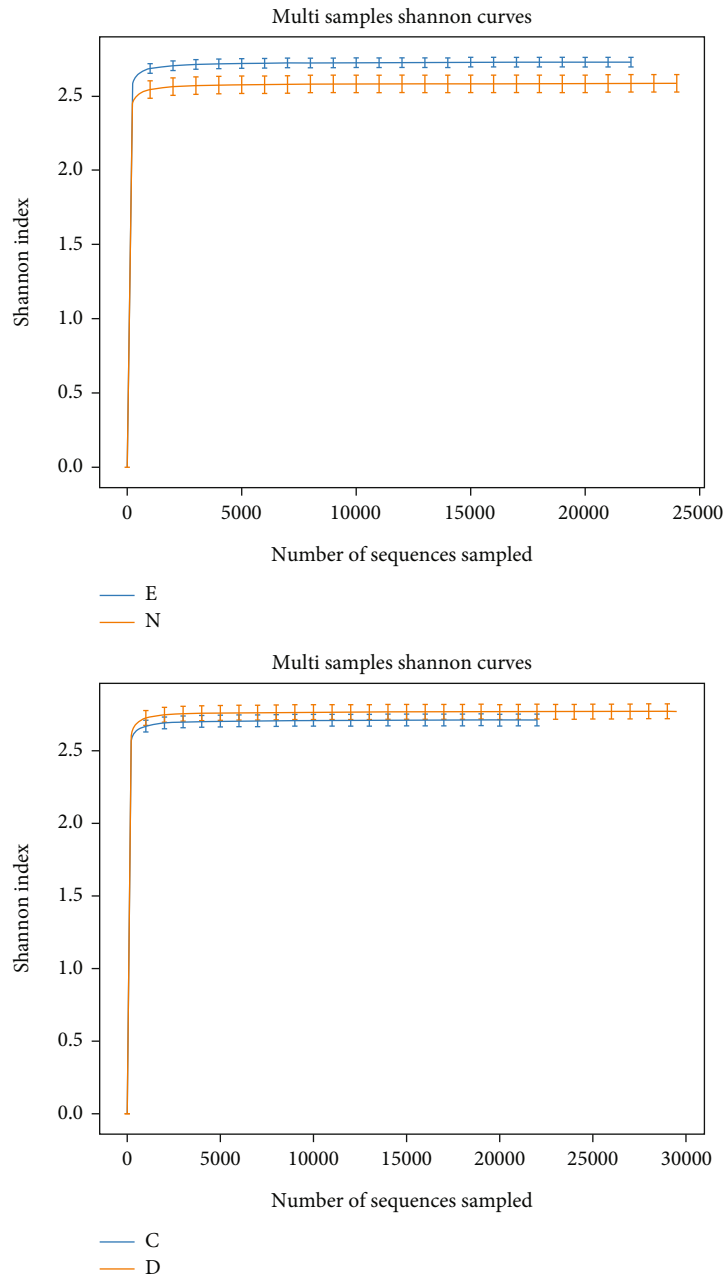 Multi samples shannon curves
2.5
2.0
1.5
1.0
0.5
0.0
Shannon index
0 5000 10000 15000 20000 25000
Number of sequences sampled
E
N
Multi samples shannon curves
2.5
2.0
1.5
1.0
0.5
0.0
Shannon index
0 5000 10000 15000 20000 25000 30000
Number of sequences sampled
C
D